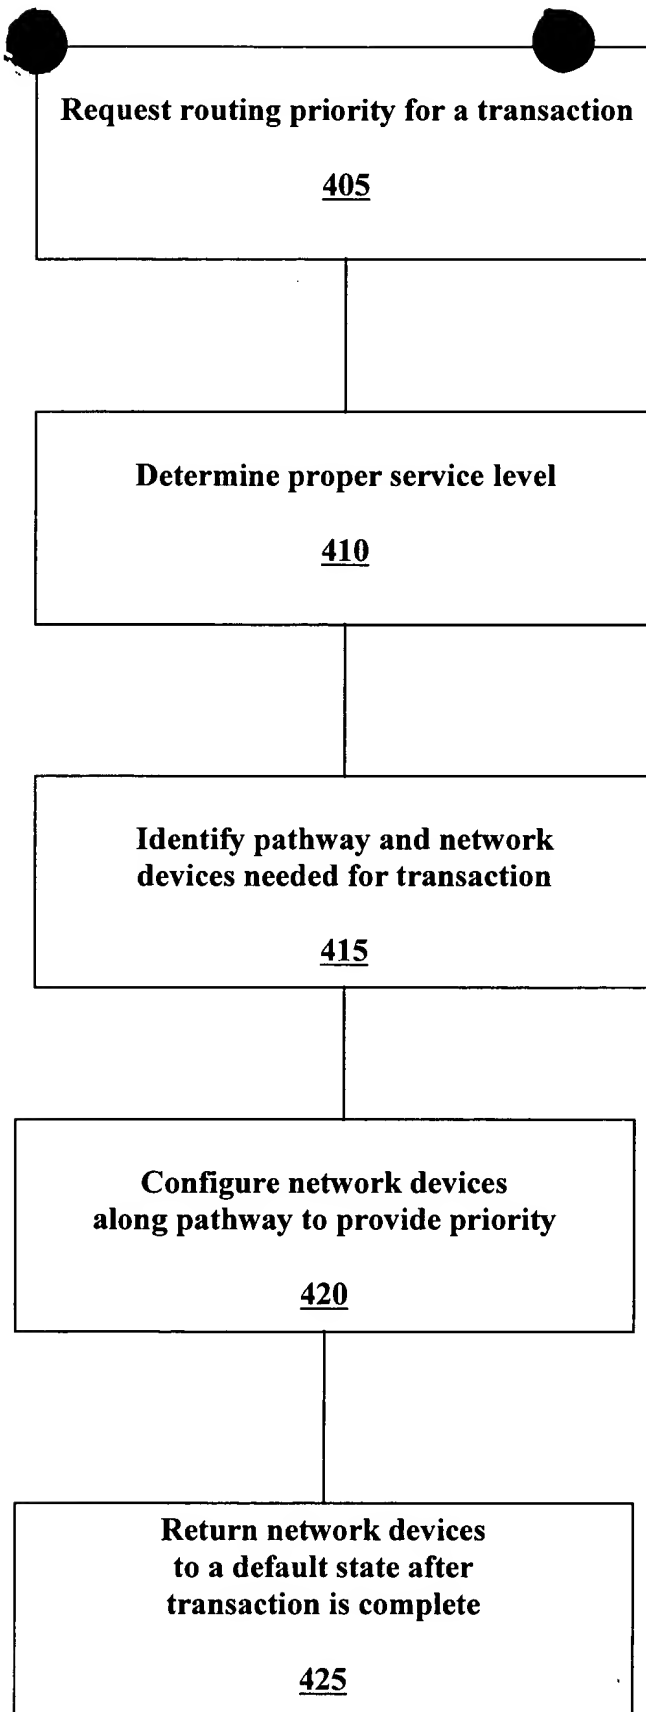 Request routing priority for a transaction
405
Determine proper service level
410
Identify pathway and network
devices needed for transaction
415
Configure network devices
along pathway to provide priority
420
Return network devices
to a default state after
transaction is complete
425